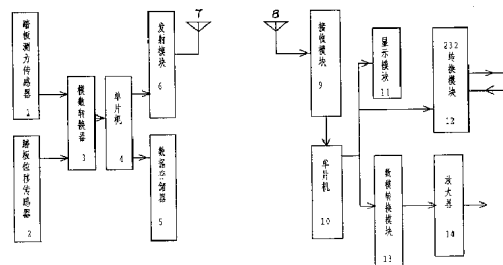 踏板测力传感器
1
踏板位移传感器
2
模数转换器
3
单片机
4
数据存储器
5
发射模块
6
7
8
接收模块
9
单片机
10
显示模块
11
232
转换模块
12
数模转换模块
13
放大器
14